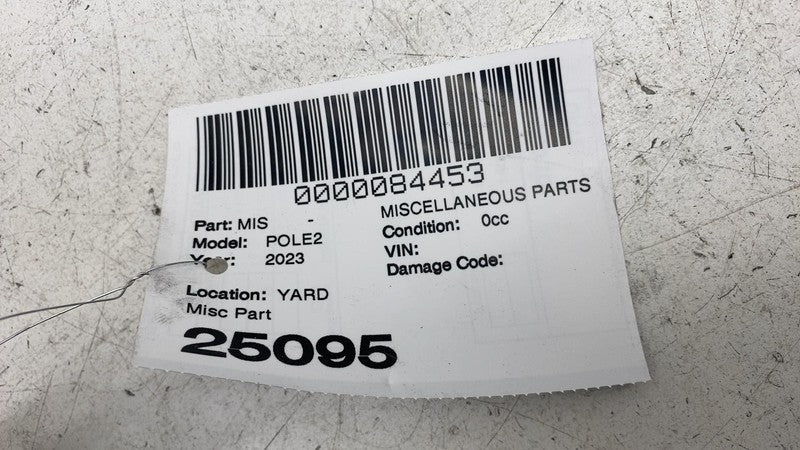 0000084453
Part: MIS - MISCELLANEOUS PARTS
Model: POLE2 Condition: 0cc
Year: 2023 VIN:
Damage Code:
Location: YARD
Misc Part
25095